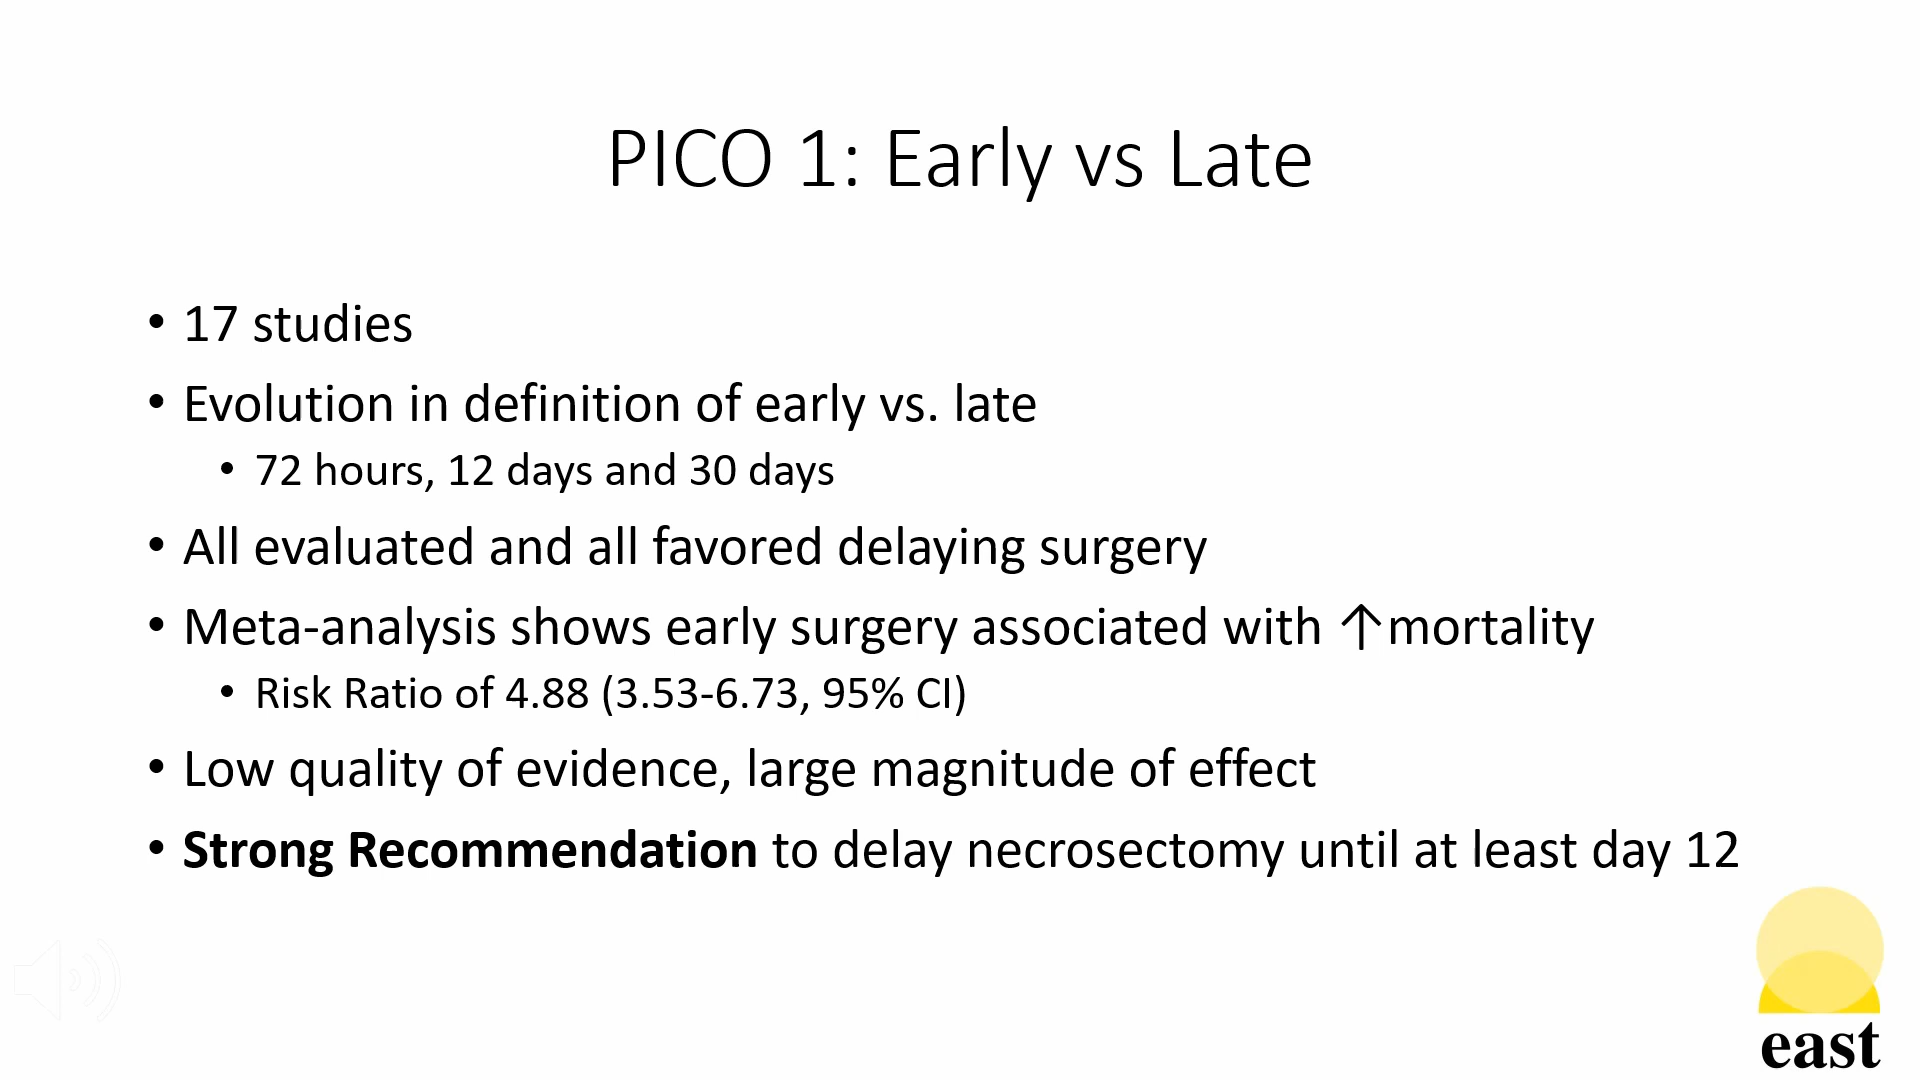 PICO 1: Early vs Late
• 17 studies
• Evolution in definition of early vs. late
• 72 hours, 12 days and 30 days
• All evaluated and all favored delaying surgery
• Meta-analysis shows early surgery associated with ↑mortality
• Risk Ratio of 4.88 (3.53-6.73, 95% CI)
• Low quality of evidence, large magnitude of effect
• Strong Recommendation to delay necrosectomy until at least day 12
east